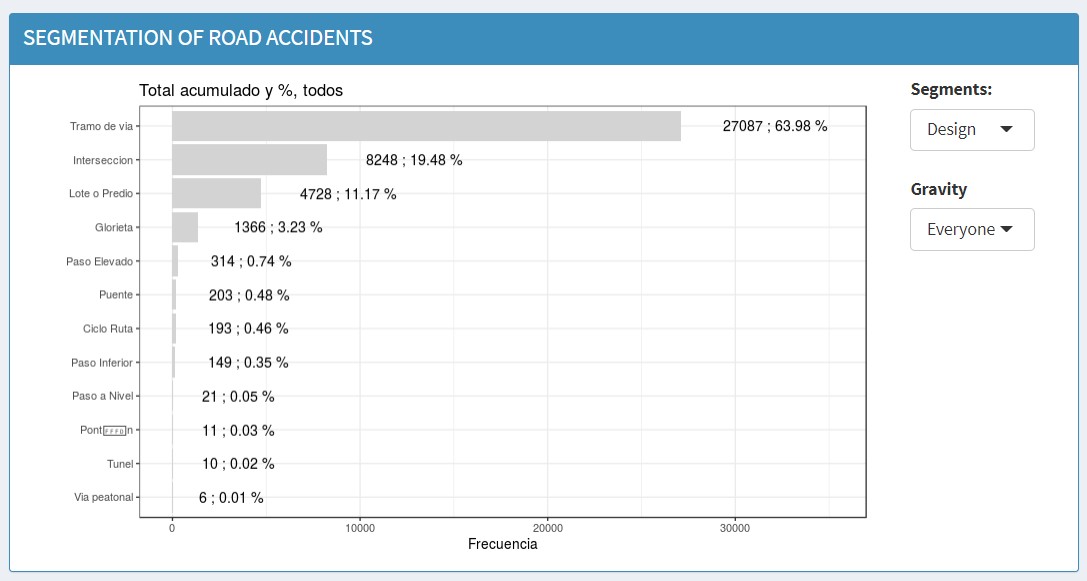 SEGMENTATION OF ROAD ACCIDENTS
Total acumulado y %, todos
Segments:
Design
Gravity
Everyone
Tramo de via 27087 ; 63.98 %
Interseccion 8248 ; 19.48 %
Lote o Predio 4728 ; 11.17 %
Glorieta 1366 ; 3.23 %
Paso Elevado 314 ; 0.74 %
Puente 203 ; 0.48 %
Ciclo Ruta 193 ; 0.46 %
Paso Inferior 149 ; 0.35 %
Paso a Nivel 21 ; 0.05 %
Pont�n 11 ; 0.03 %
Tunel 10 ; 0.02 %
Via peatonal 6 ; 0.01 %
0 10000 20000 30000
Frecuencia